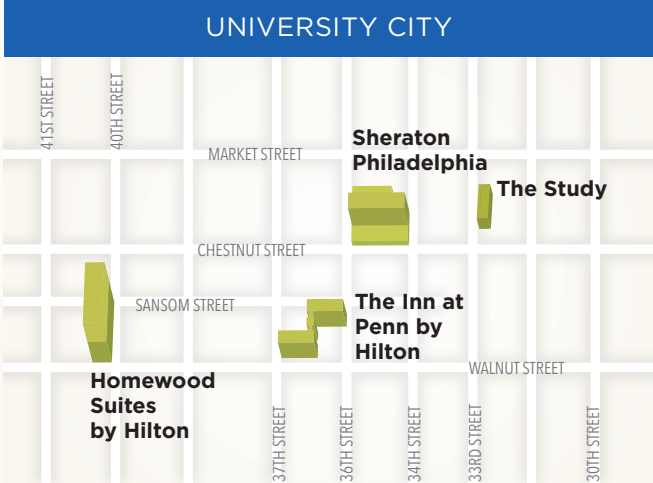 UNIVERSITY CITY
41ST STREET
40TH STREET
MARKET STREET
Sheraton
Philadelphia
The Study
CHESTNUT STREET
SANSOM STREET
The Inn at
Penn by
Hilton
WALNUT STREET
Homewood
Suites
by Hilton
37TH STREET
36TH STREET
34TH STREET
33RD STREET
30TH STREET